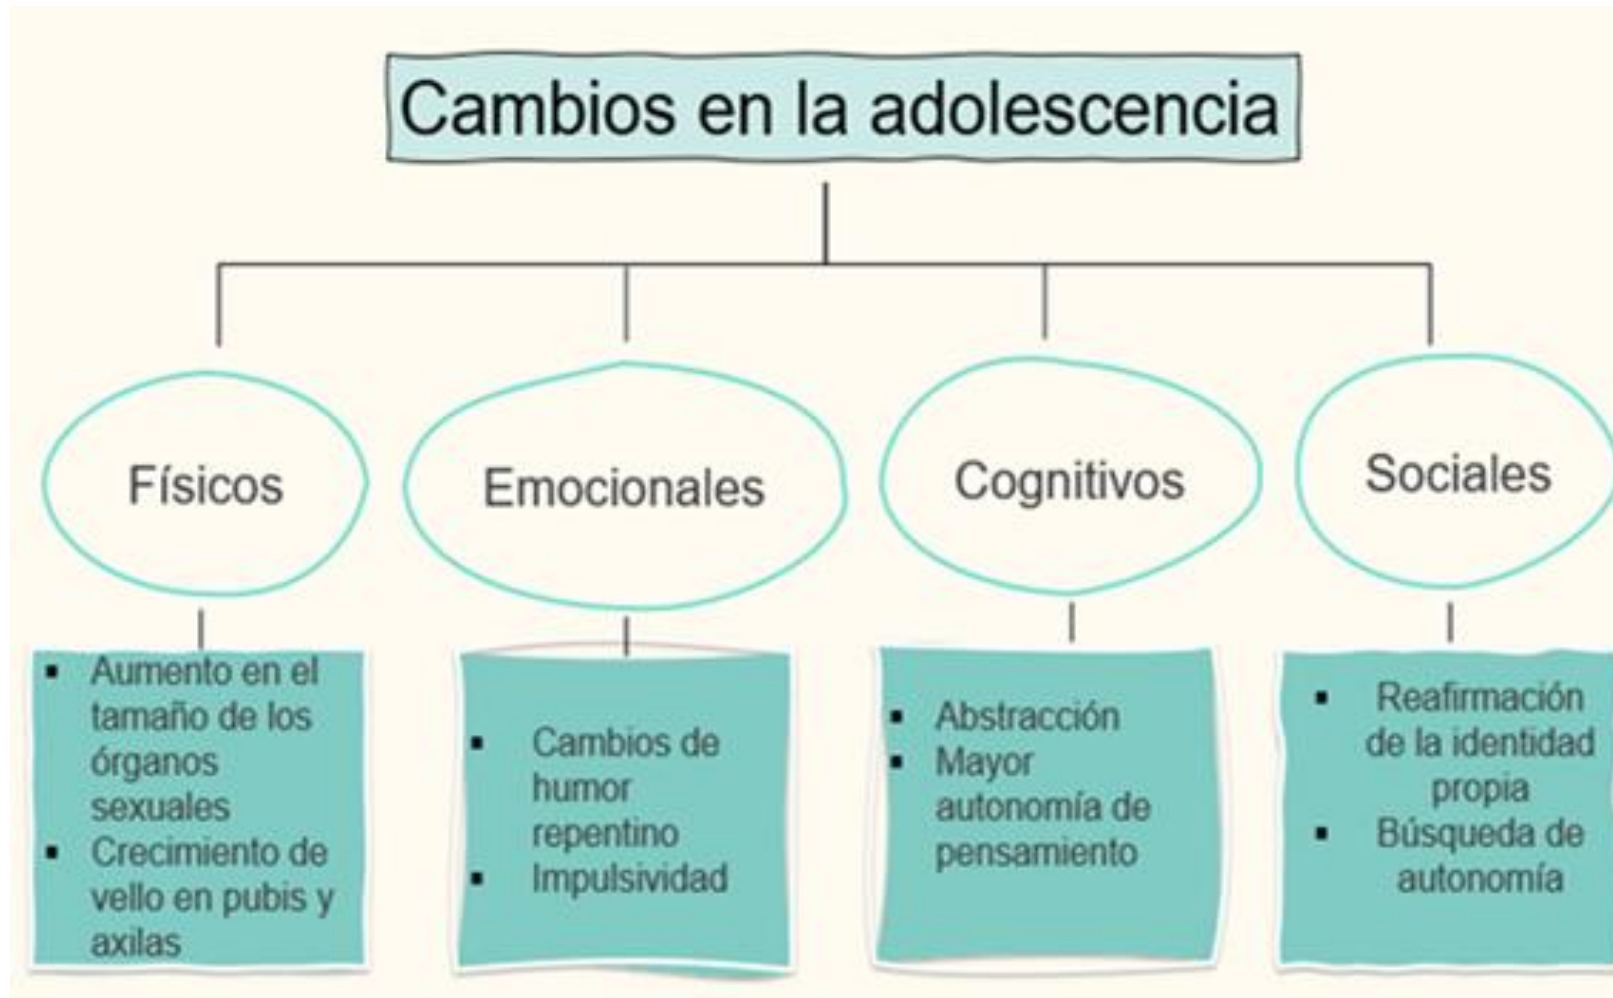 Cambios en la adolescencia
Físicos
Emocionales
Cognitivos
Sociales
▪ Aumento en el
tamaño de los
órganos
sexuales
▪ Crecimiento de
vello en pubis y
axilas
▪ Cambios de
humor
repentino
▪ Impulsividad
▪ Abstracción
▪ Mayor
autonomía de
pensamiento
▪ Reafirmación
de la identidad
propia
▪ Búsqueda de
autonomía